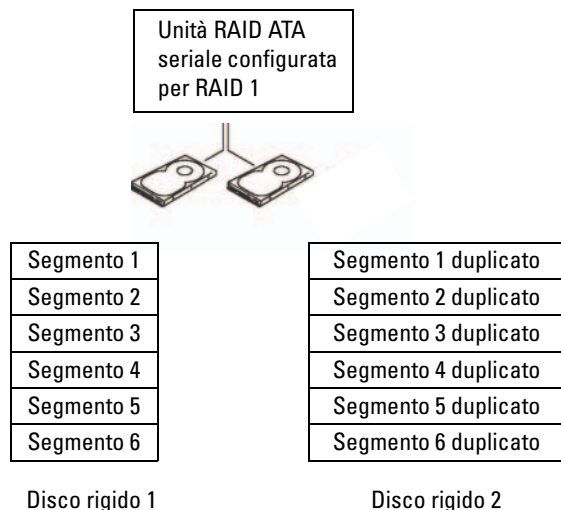 Unità RAID ATA
seriale configurata
per RAID 1
Segmento 1
Segmento 1 duplicato
Segmento 2
Segmento 2 duplicato
Segmento 3
Segmento 3 duplicato
Segmento 4
Segmento 4 duplicato
Segmento 5
Segmento 5 duplicato
Segmento 6
Segmento 6 duplicato
Disco rigido 1
Disco rigido 2